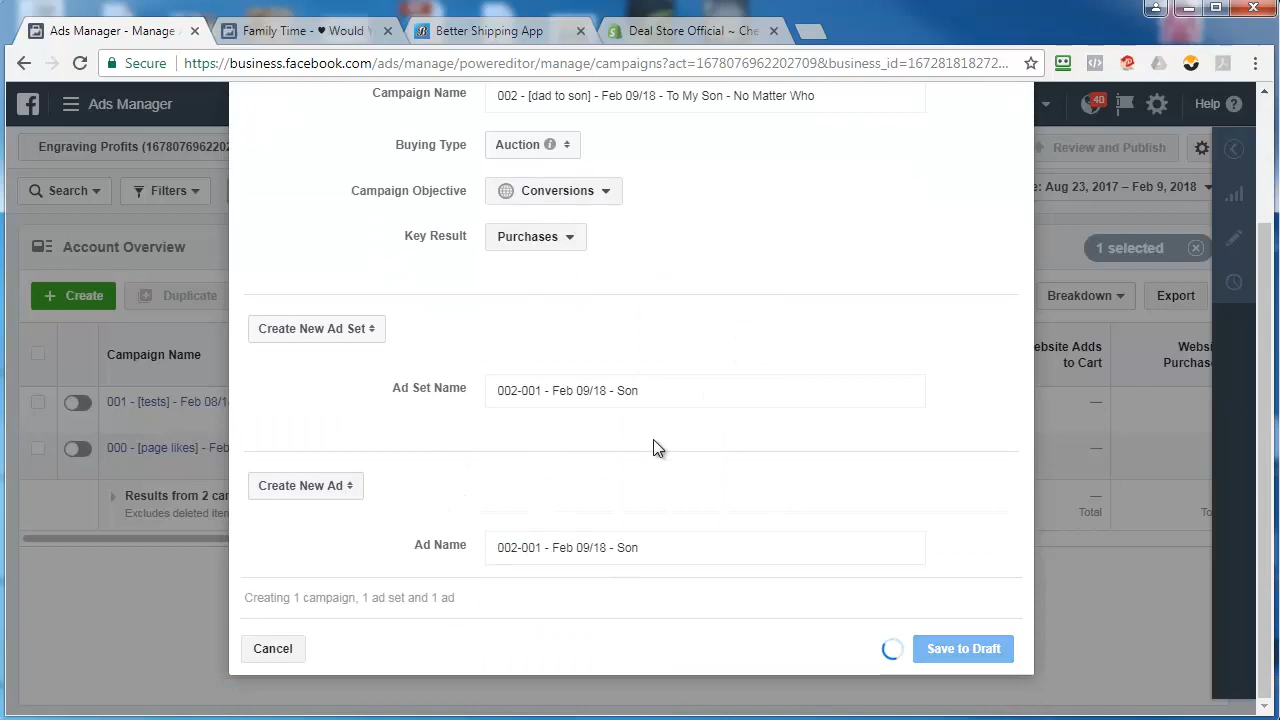 Ads Manager - Manage
Family Time - ♥ Would
Better Shipping App
Deal Store Official ~ Che
Secure
https://business.facebook.com/ads/manage/powereditor/manage/campaigns?act=167807696220270​9&business_id=167281818272...
Ads Manager
40
Help
Campaign Name
002 - [dad to son] - Feb 09/18 - To My Son - No Matter Who
Engraving Profits (1678076962202
Buying Type
Auction
Review and Publish
Search
Filters
Campaign Objective
Conversions
e: Aug 23, 2017 – Feb 9, 2018
Key Result
Purchases
Account Overview
1 selected
+ Create
Duplicate
Breakdown
Export
Create New Ad Set
Campaign Name
ebsite Adds
to Cart
Website
Purchas
Ad Set Name
002-001 - Feb 09/18 - Son
001 - [tests] - Feb 08/1
—
—
000 - [page likes] - Feb
Create New Ad
Results from 2 car
Excludes deleted item
—
Total
—
To
Ad Name
002-001 - Feb 09/18 - Son
Creating 1 campaign, 1 ad set and 1 ad
Cancel
Save to Draft